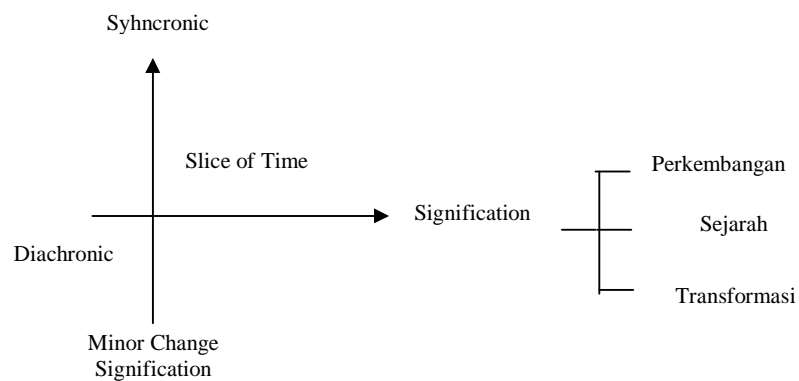 Syhncronic
Slice of Time
Perkembangan
Signification
Sejarah
Diachronic
Transformasi
Minor Change
Signification